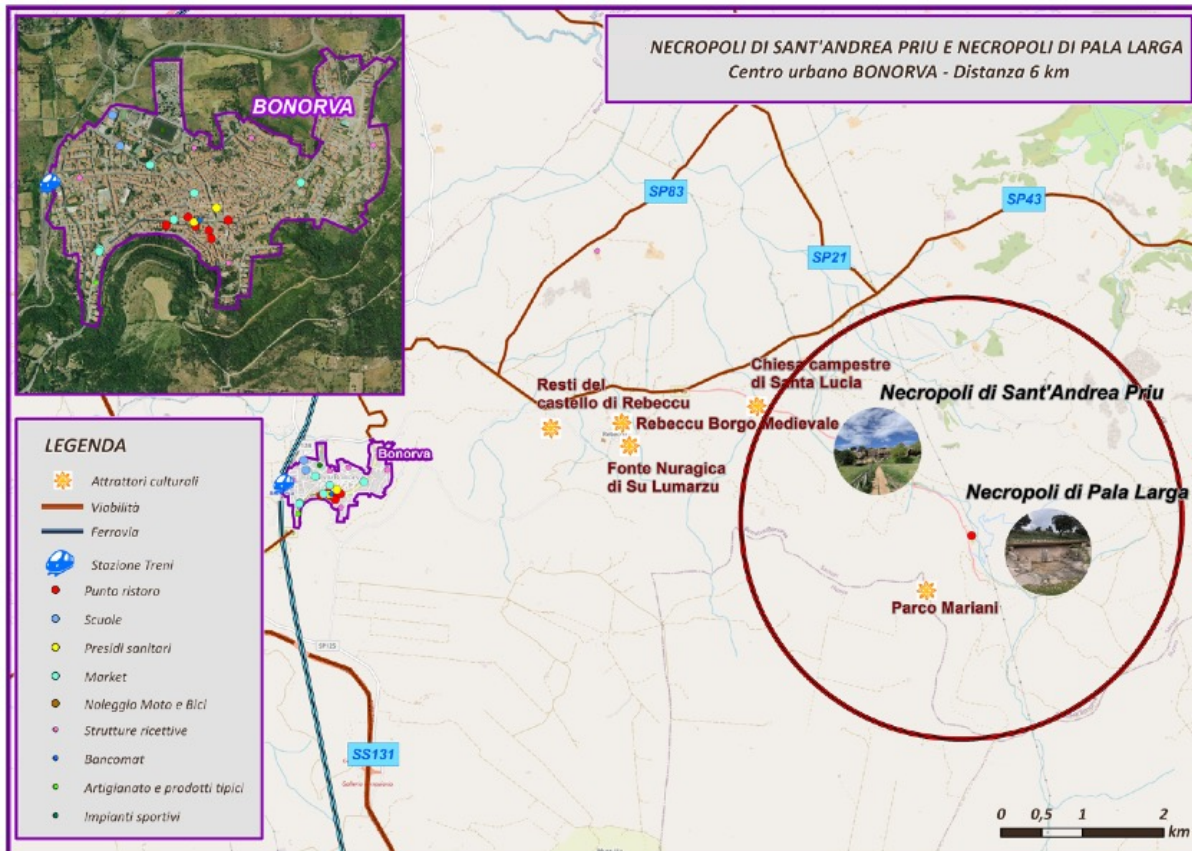 NECROPOLI DI SANT'ANDREA PRIU E NECROPOLI DI PALA LARGA
Centro urbano BONORVA - Distanza 6 km
BONORVA
SP83
SP43
SP21
Chiesa campestre
di Santa Lucia
Resti del
castello di Rebeccu
Rebeccu Borgo Medievale
Fonte Nuragica
di Su Lumarzu
Necropoli di Sant'Andrea Priu
Necropoli di Pala Larga
Parco Mariani
Bonorva
SP125
SS131
LEGENDA
Attrattori culturali
Viabilità
Ferrovia
Stazione Treni
Punto ristoro
Scuole
Presidi sanitari
Market
Noleggio Moto e Bici
Strutture ricettive
Bancomat
Artigianato e prodotti tipici
Impianti sportivi
0 0,5 1 2
km